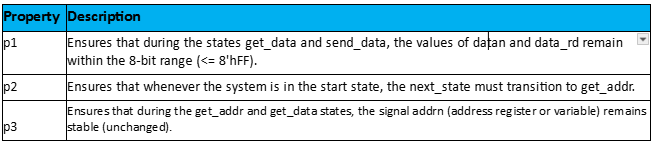 Property Description
p1 Ensures that during the states get_data and send_data, the values of datan and data_rd remain
within the 8-bit range (<= 8'hFF).
p2 Ensures that whenever the system is in the start state, the next_state must transition to get_addr.
Ensures that during the get_addr and get_data states, the signal addrn (address register or variable) remains
p3 stable (unchanged).